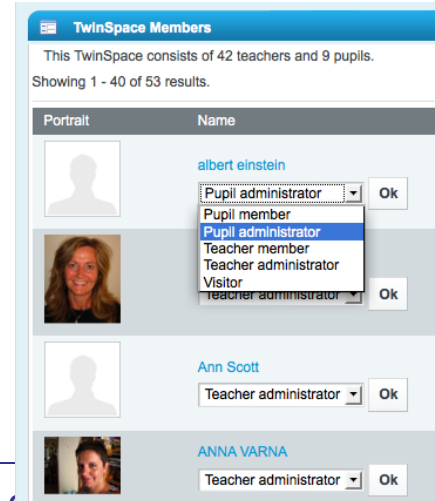 TwinSpace Members
This TwinSpace consists of 42 teachers and 9 pupils.
Showing 1 - 40 of 53 results.
Portrait Name
albert einstein
Pupil administrator Ok
Pupil member
Pupil administrator
Teacher member
Teacher administrator
Visitor
Teacher administrator Ok
Ann Scott
Teacher administrator Ok
ANNA VARNA
Teacher administrator Ok